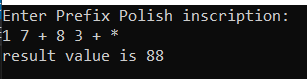 Enter Prefix Polish inscription:
1 7 + 8 3 + *
result value is 88